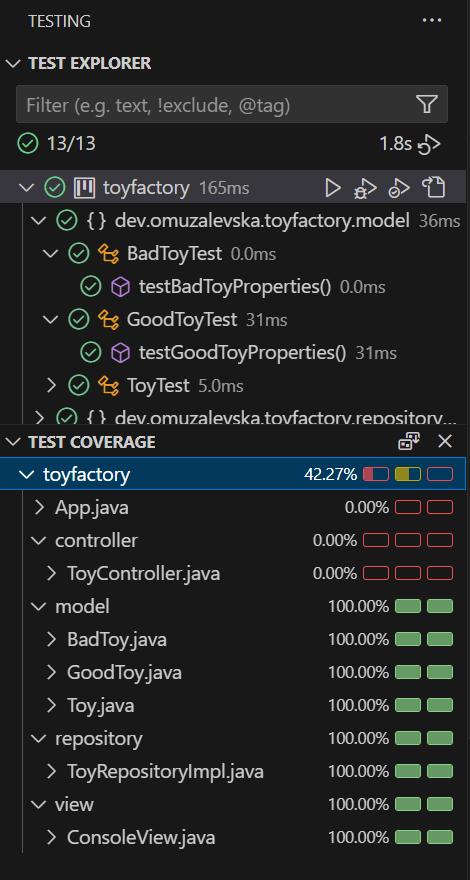 TESTING
TEST EXPLORER
Filter (e.g. text, !exclude, @tag)
13/13 1.8s
toyfactory 165ms
{} dev.omuzalevska.toyfactory.model 36ms
BadToyTest 0.0ms
testBadToyProperties() 0.0ms
GoodToyTest 31ms
testGoodToyProperties() 31ms
ToyTest 5.0ms
{} dev.omuzalevska.toyfactory.repository...
TEST COVERAGE
toyfactory 42.27%
App.java 0.00%
controller 0.00%
ToyController.java 0.00%
model 100.00%
BadToy.java 100.00%
GoodToy.java 100.00%
Toy.java 100.00%
repository 100.00%
ToyRepositoryImpl.java 100.00%
view 100.00%
ConsoleView.java 100.00%